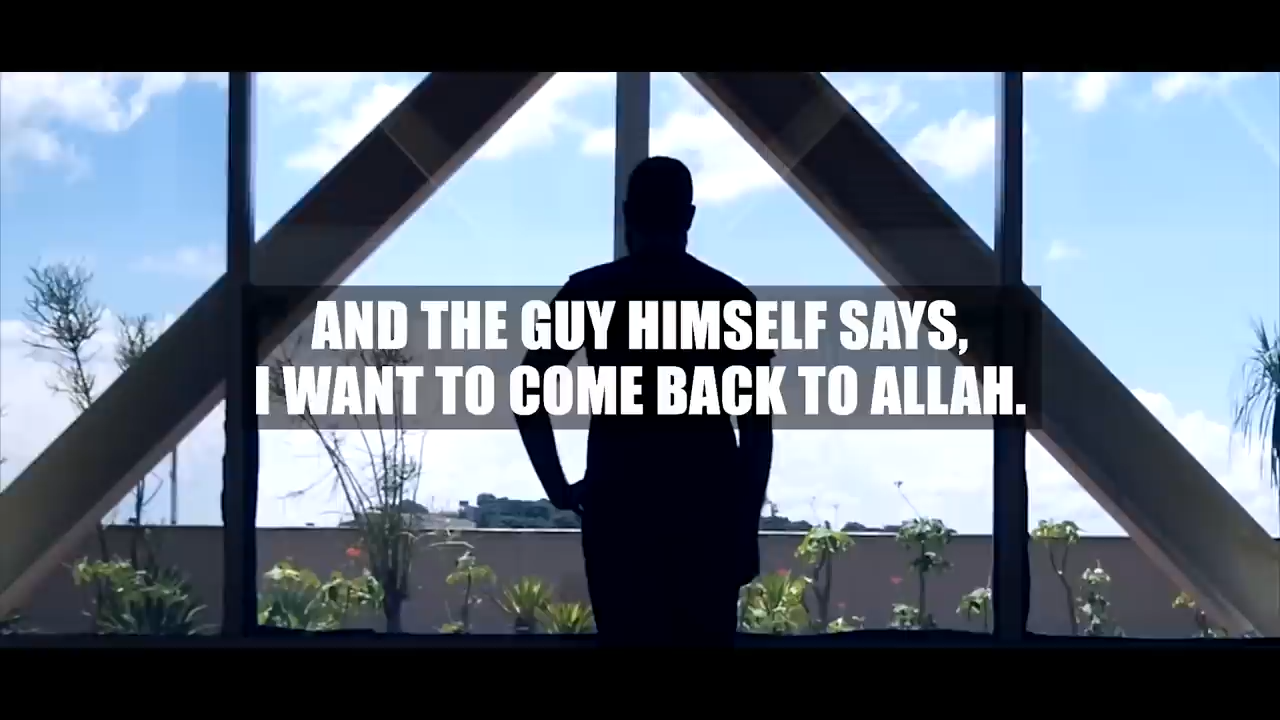 AND THE GUY HIMSELF SAYS,
I WANT TO COME BACK TO ALLAH.